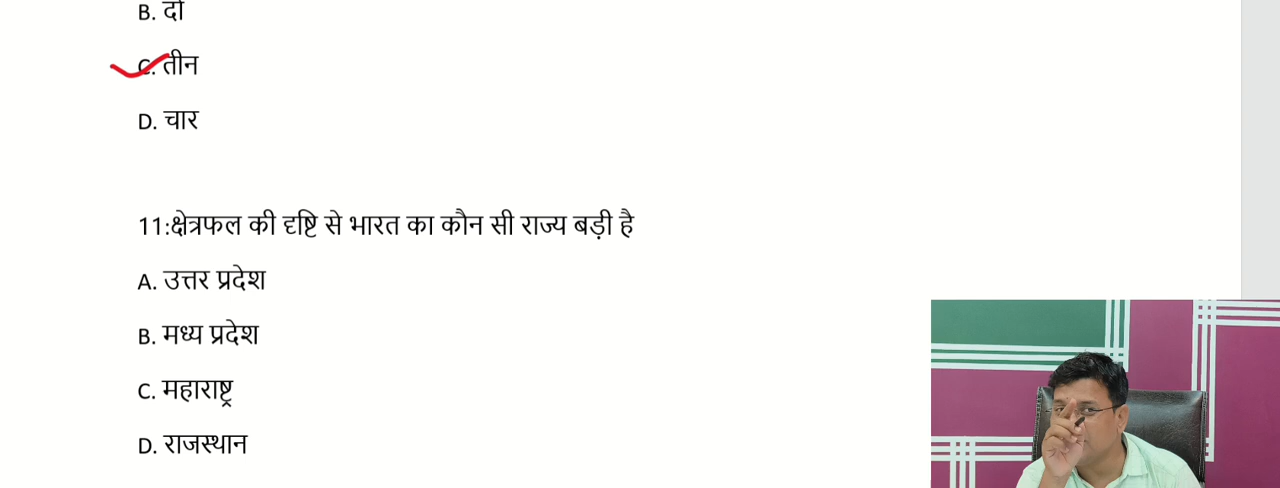 B. दो
C. तीन
D. चार
11:क्षेत्रफल की दृष्टि से भारत का कौन सी राज्य बड़ी है
A. उत्तर प्रदेश
B. मध्य प्रदेश
C. महाराष्ट्र
D. राजस्थान